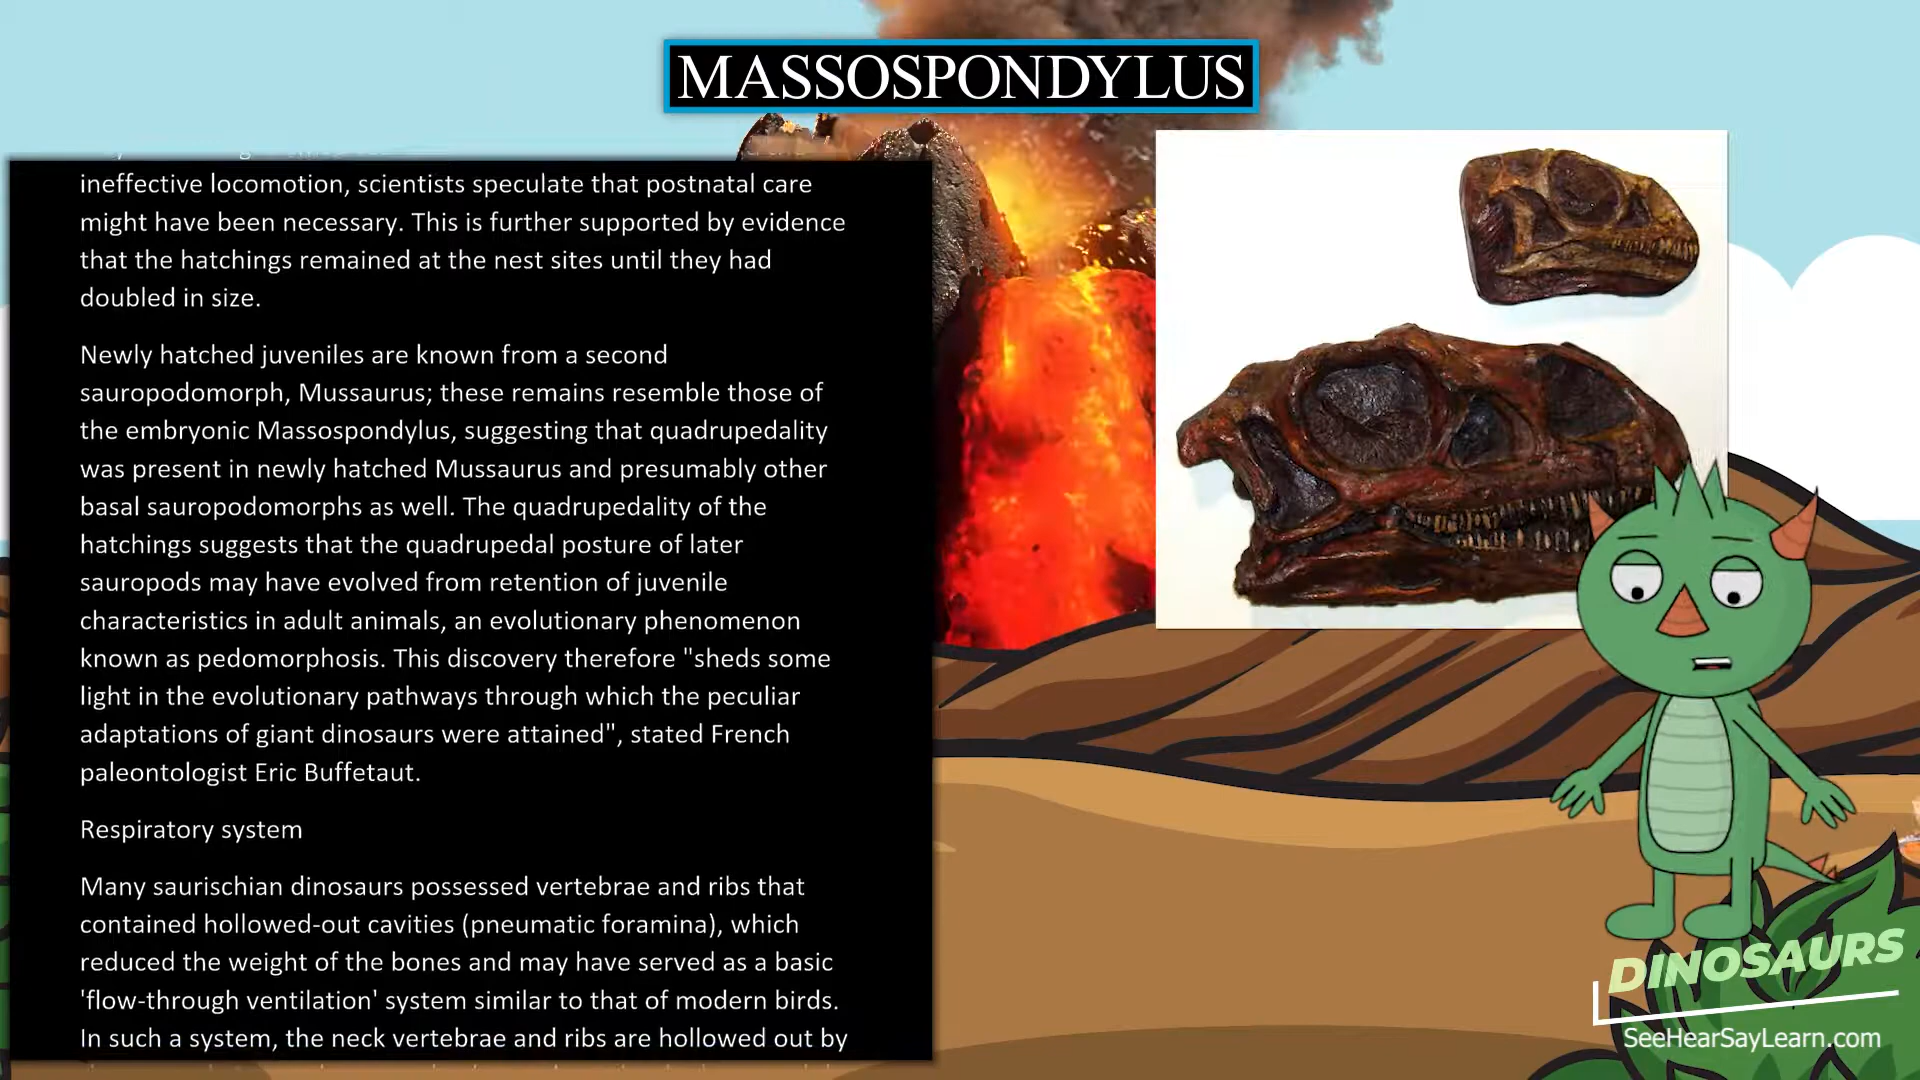 MASSOSPONDYLUS
ineffective locomotion, scientists speculate that postnatal care
might have been necessary. This is further supported by evidence
that the hatchings remained at the nest sites until they had
doubled in size.
Newly hatched juveniles are known from a second
sauropodomorph, Mussaurus; these remains resemble those of
the embryonic Massospondylus, suggesting that quadrupedality
was present in newly hatched Mussaurus and presumably other
basal sauropodomorphs as well. The quadrupedality of the
hatchings suggests that the quadrupedal posture of later
sauropods may have evolved from retention of juvenile
characteristics in adult animals, an evolutionary phenomenon
known as pedomorphosis. This discovery therefore "sheds some
light in the evolutionary pathways through which the peculiar
adaptations of giant dinosaurs were attained", stated French
paleontologist Eric Buffetaut.
Respiratory system
Many saurischian dinosaurs possessed vertebrae and ribs that
contained hollowed-out cavities (pneumatic foramina), which
reduced the weight of the bones and may have served as a basic
'flow-through ventilation' system similar to that of modern birds.
In such a system, the neck vertebrae and ribs are hollowed out by
DINOSAURS
SeeHearSayLearn.com